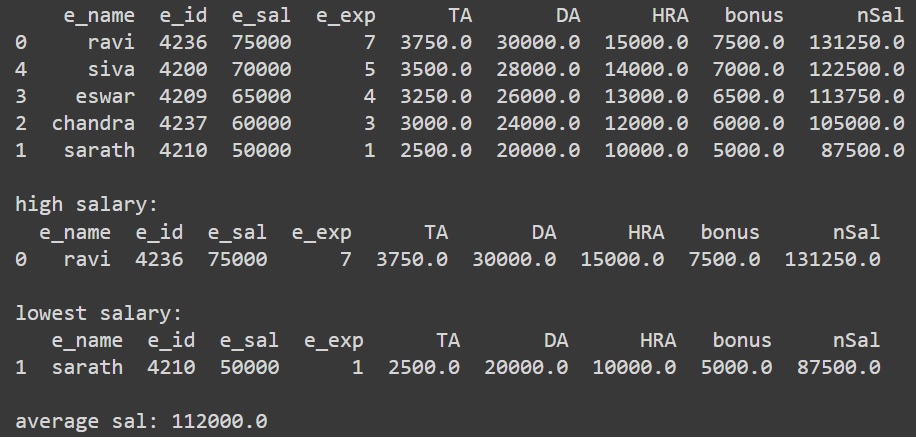 e_name  e_id  e_sal  e_exp      TA       DA      HRA   bonus      nSal
0     ravi  4236  75000      7  3750.0  30000.0  15000.0  7500.0  131250.0
4     siva  4200  70000      5  3500.0  28000.0  14000.0  7000.0  122500.0
3    eswar  4209  65000      4  3250.0  26000.0  13000.0  6500.0  113750.0
2  chandra  4237  60000      3  3000.0  24000.0  12000.0  6000.0  105000.0
1   sarath  4210  50000      1  2500.0  20000.0  10000.0  5000.0   87500.0

high salary:
  e_name  e_id  e_sal  e_exp      TA       DA      HRA   bonus      nSal
0   ravi  4236  75000      7  3750.0  30000.0  15000.0  7500.0  131250.0

lowest salary:
   e_name  e_id  e_sal  e_exp      TA       DA      HRA   bonus     nSal
1  sarath  4210  50000      1  2500.0  20000.0  10000.0  5000.0  87500.0

average sal: 112000.0